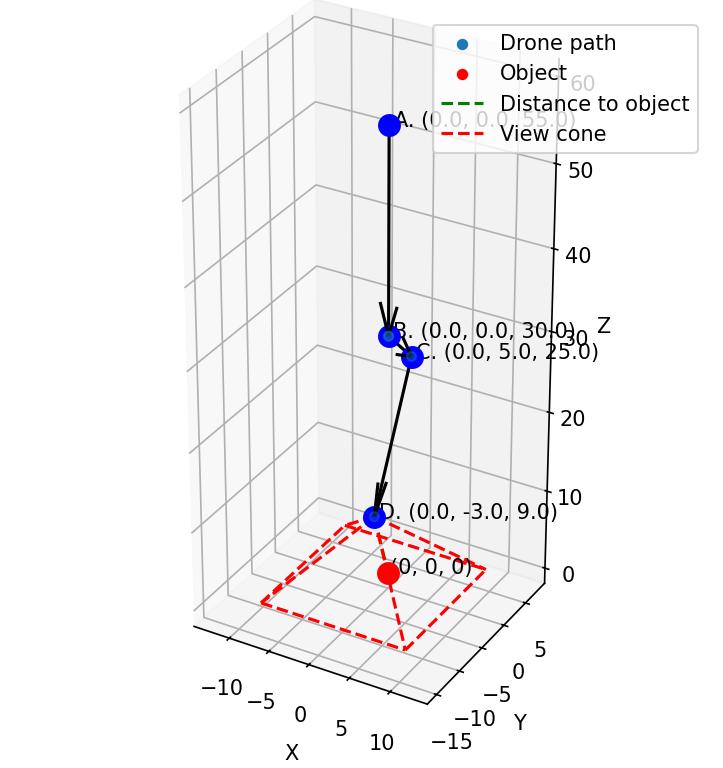 Drone path
Object
Distance to object
View cone
A. (0.0, 0.0, 55.0)
B. (0.0, 0.0, 30.0)
C. (0.0, 5.0, 25.0)
D. (0.0, -3.0, 9.0)
(0, 0, 0)
60
50
40
30
20
10
0
Z
5
0
−5
−10
−15
Y
−10
−5
0
5
10
X